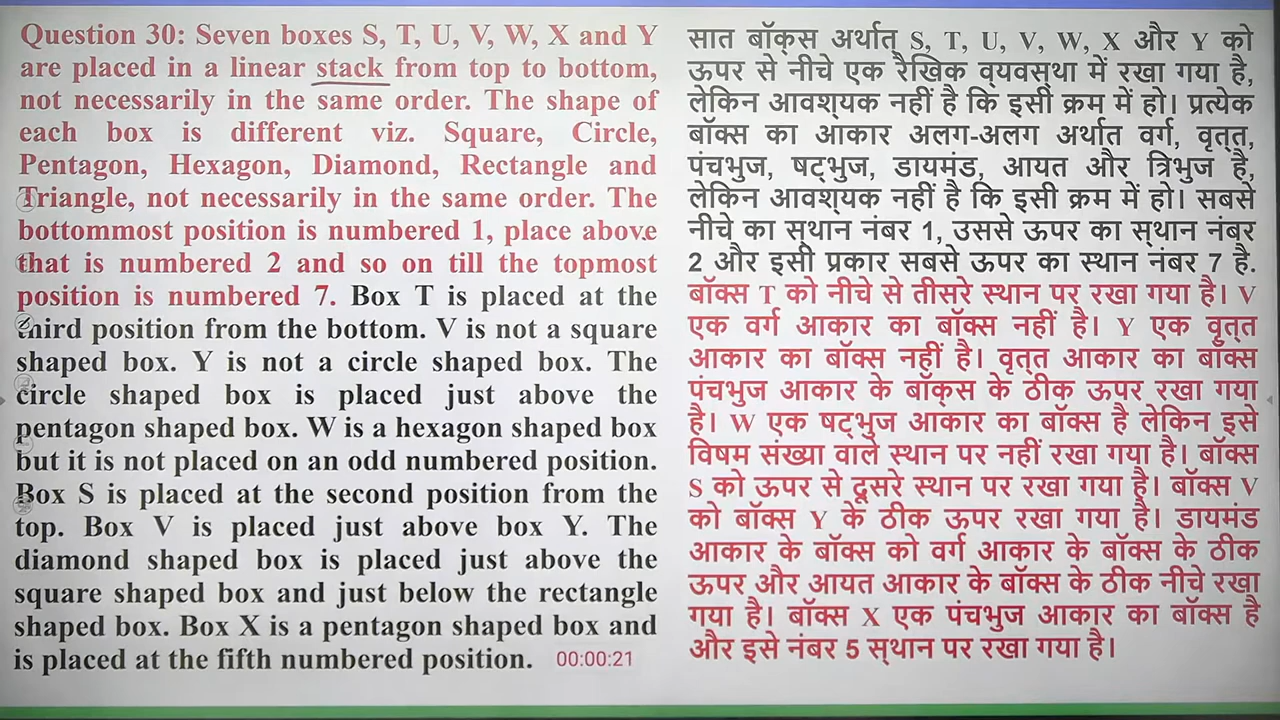 Question 30: Seven boxes S, T, U, V, W, X and Y
are placed in a linear stack from top to bottom,
not necessarily in the same order. The shape of
each box is different viz. Square, Circle,
Pentagon, Hexagon, Diamond, Rectangle and
Triangle, not necessarily in the same order. The
bottommost position is numbered 1, place above
that is numbered 2 and so on till the topmost
position is numbered 7. Box T is placed at the
third position from the bottom. V is not a square
shaped box. Y is not a circle shaped box. The
circle shaped box is placed just above the
pentagon shaped box. W is a hexagon shaped box
but it is not placed on an odd numbered position.
Box S is placed at the second position from the
top. Box V is placed just above box Y. The
diamond shaped box is placed just above the
square shaped box and just below the rectangle
shaped box. Box X is a pentagon shaped box and
is placed at the fifth numbered position. 00:00:21
सात बॉक्स अर्थात् S, T, U, V, W, X और Y को
ऊपर से नीचे एक रैखिक व्यवस्था में रखा गया है,
लेकिन आवश्यक नहीं है कि इसी क्रम में हो। प्रत्येक
बॉक्स का आकार अलग-अलग अर्थात वर्ग, वृत्त,
पंचभुज, षट्भुज, डायमंड, आयत और त्रिभुज है,
लेकिन आवश्यक नहीं है कि इसी क्रम में हो। सबसे
नीचे का स्थान नंबर 1, उससे ऊपर का स्थान नंबर
2 और इसी प्रकार सबसे ऊपर का स्थान नंबर 7 है.
बॉक्स T को नीचे से तीसरे स्थान पर रखा गया है। V
एक वर्ग आकार का बॉक्स नहीं है। Y एक वृत्त
आकार का बॉक्स नहीं है। वृत्त आकार का बॉक्स
पंचभुज आकार के बॉक्स के ठीक ऊपर रखा गया
है। W एक षट्भुज आकार का बॉक्स है लेकिन इसे
विषम संख्या वाले स्थान पर नहीं रखा गया है। बॉक्स
S को ऊपर से दूसरे स्थान पर रखा गया है। बॉक्स V
को बॉक्स Y के ठीक ऊपर रखा गया है। डायमंड
आकार के बॉक्स को वर्ग आकार के बॉक्स के ठीक
ऊपर और आयत आकार के बॉक्स के ठीक नीचे रखा
गया है। बॉक्स X एक पंचभुज आकार का बॉक्स है
और इसे नंबर 5 स्थान पर रखा गया है।